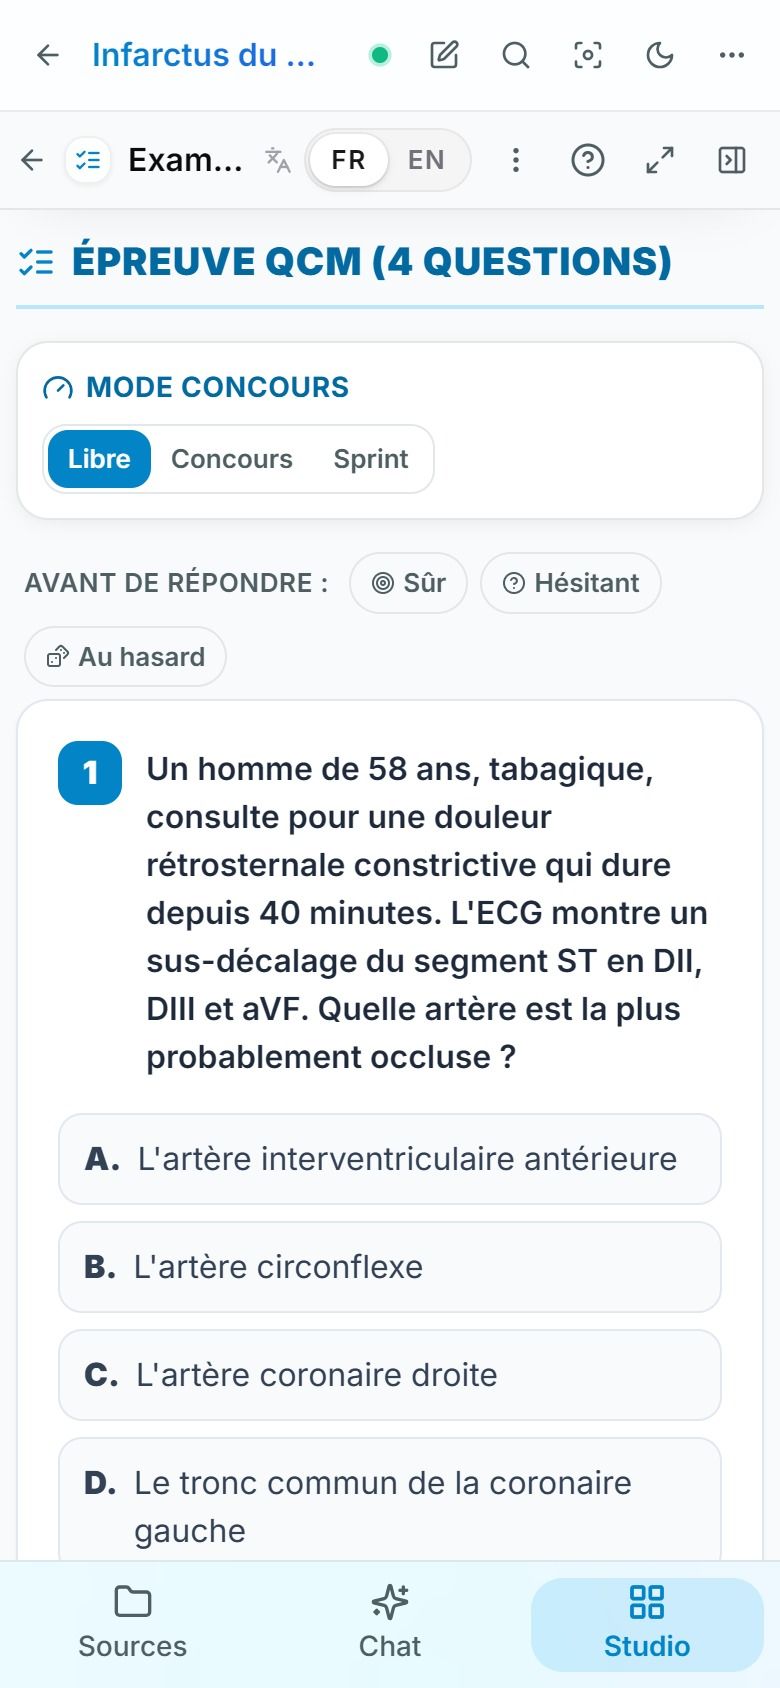 Infarctus du ...
Exam...
FR
EN
ÉPREUVE QCM (4 QUESTIONS)
MODE CONCOURS
Libre
Concours
Sprint
AVANT DE RÉPONDRE :
Sûr
Hésitant
Au hasard
1
Un homme de 58 ans, tabagique,
consulte pour une douleur
rétrosternale constrictive qui dure
depuis 40 minutes. L'ECG montre un
sus-décalage du segment ST en DII,
DIII et aVF. Quelle artère est la plus
probablement occluse ?
A. L'artère interventriculaire antérieure
B. L'artère circonflexe
C. L'artère coronaire droite
D. Le tronc commun de la coronaire
gauche
Sources
Chat
Studio